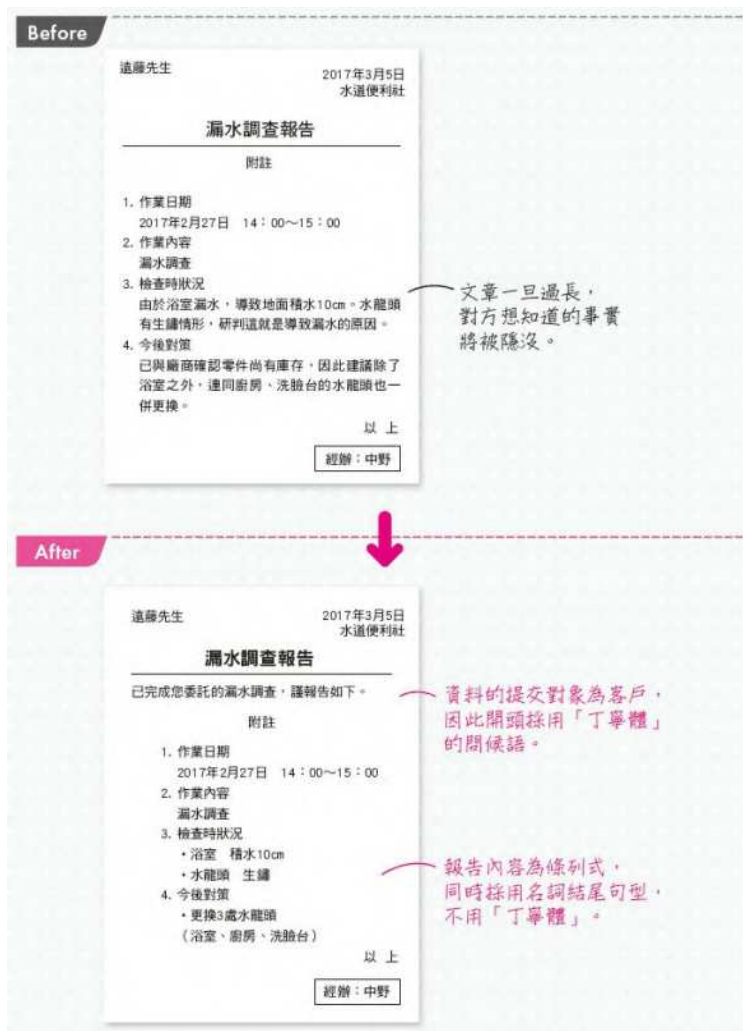 Before
遠藤先生
2017年3月5日
水道便利社
漏水調查報告
附註
1. 作業日期
2017年2月27日 14:00～15:00
2. 作業內容
漏水調查
3. 檢查時狀況
由於浴室漏水，導致地面積水10cm。水龍頭
有生鏽情形，研判這就是導致漏水的原因。
4. 今後對策
已與廠商確認零件尚有庫存，因此建議除了
浴室之外，連同廚房、洗臉台的水龍頭也一
併更換。
以 上
經辦：中野
文章一旦過長，
對方想知道的事實
將被隱沒。
After
遠藤先生
2017年3月5日
水道便利社
漏水調查報告
已完成您委託的漏水調查，謹報告如下。
附註
1. 作業日期
2017年2月27日 14:00～15:00
2. 作業內容
漏水調查
3. 檢查時狀況
・浴室 積水10cm
・水龍頭 生鏽
4. 今後對策
・更換3處水龍頭
（浴室、廚房、洗臉台）
以 上
經辦：中野
資料的提交對象為客戶，
因此開頭採用「丁寧體」
的問候語。
報告內容為條列式，
同時採用名詞結尾句型，
不用「丁寧體」。